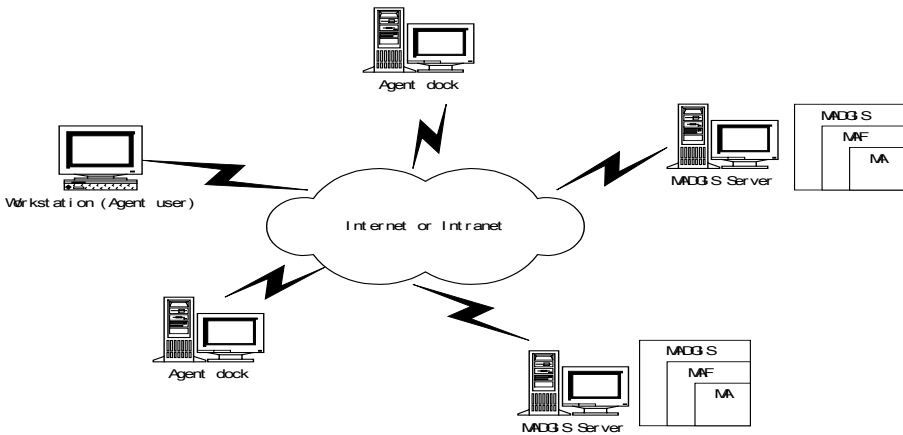 Agent dock
MADGIS
MAF
MA
MADGIS Server
Workstation (Agent user)
Internet or Intranet
Agent dock
MADGIS
MAF
MA
MADGIS Server